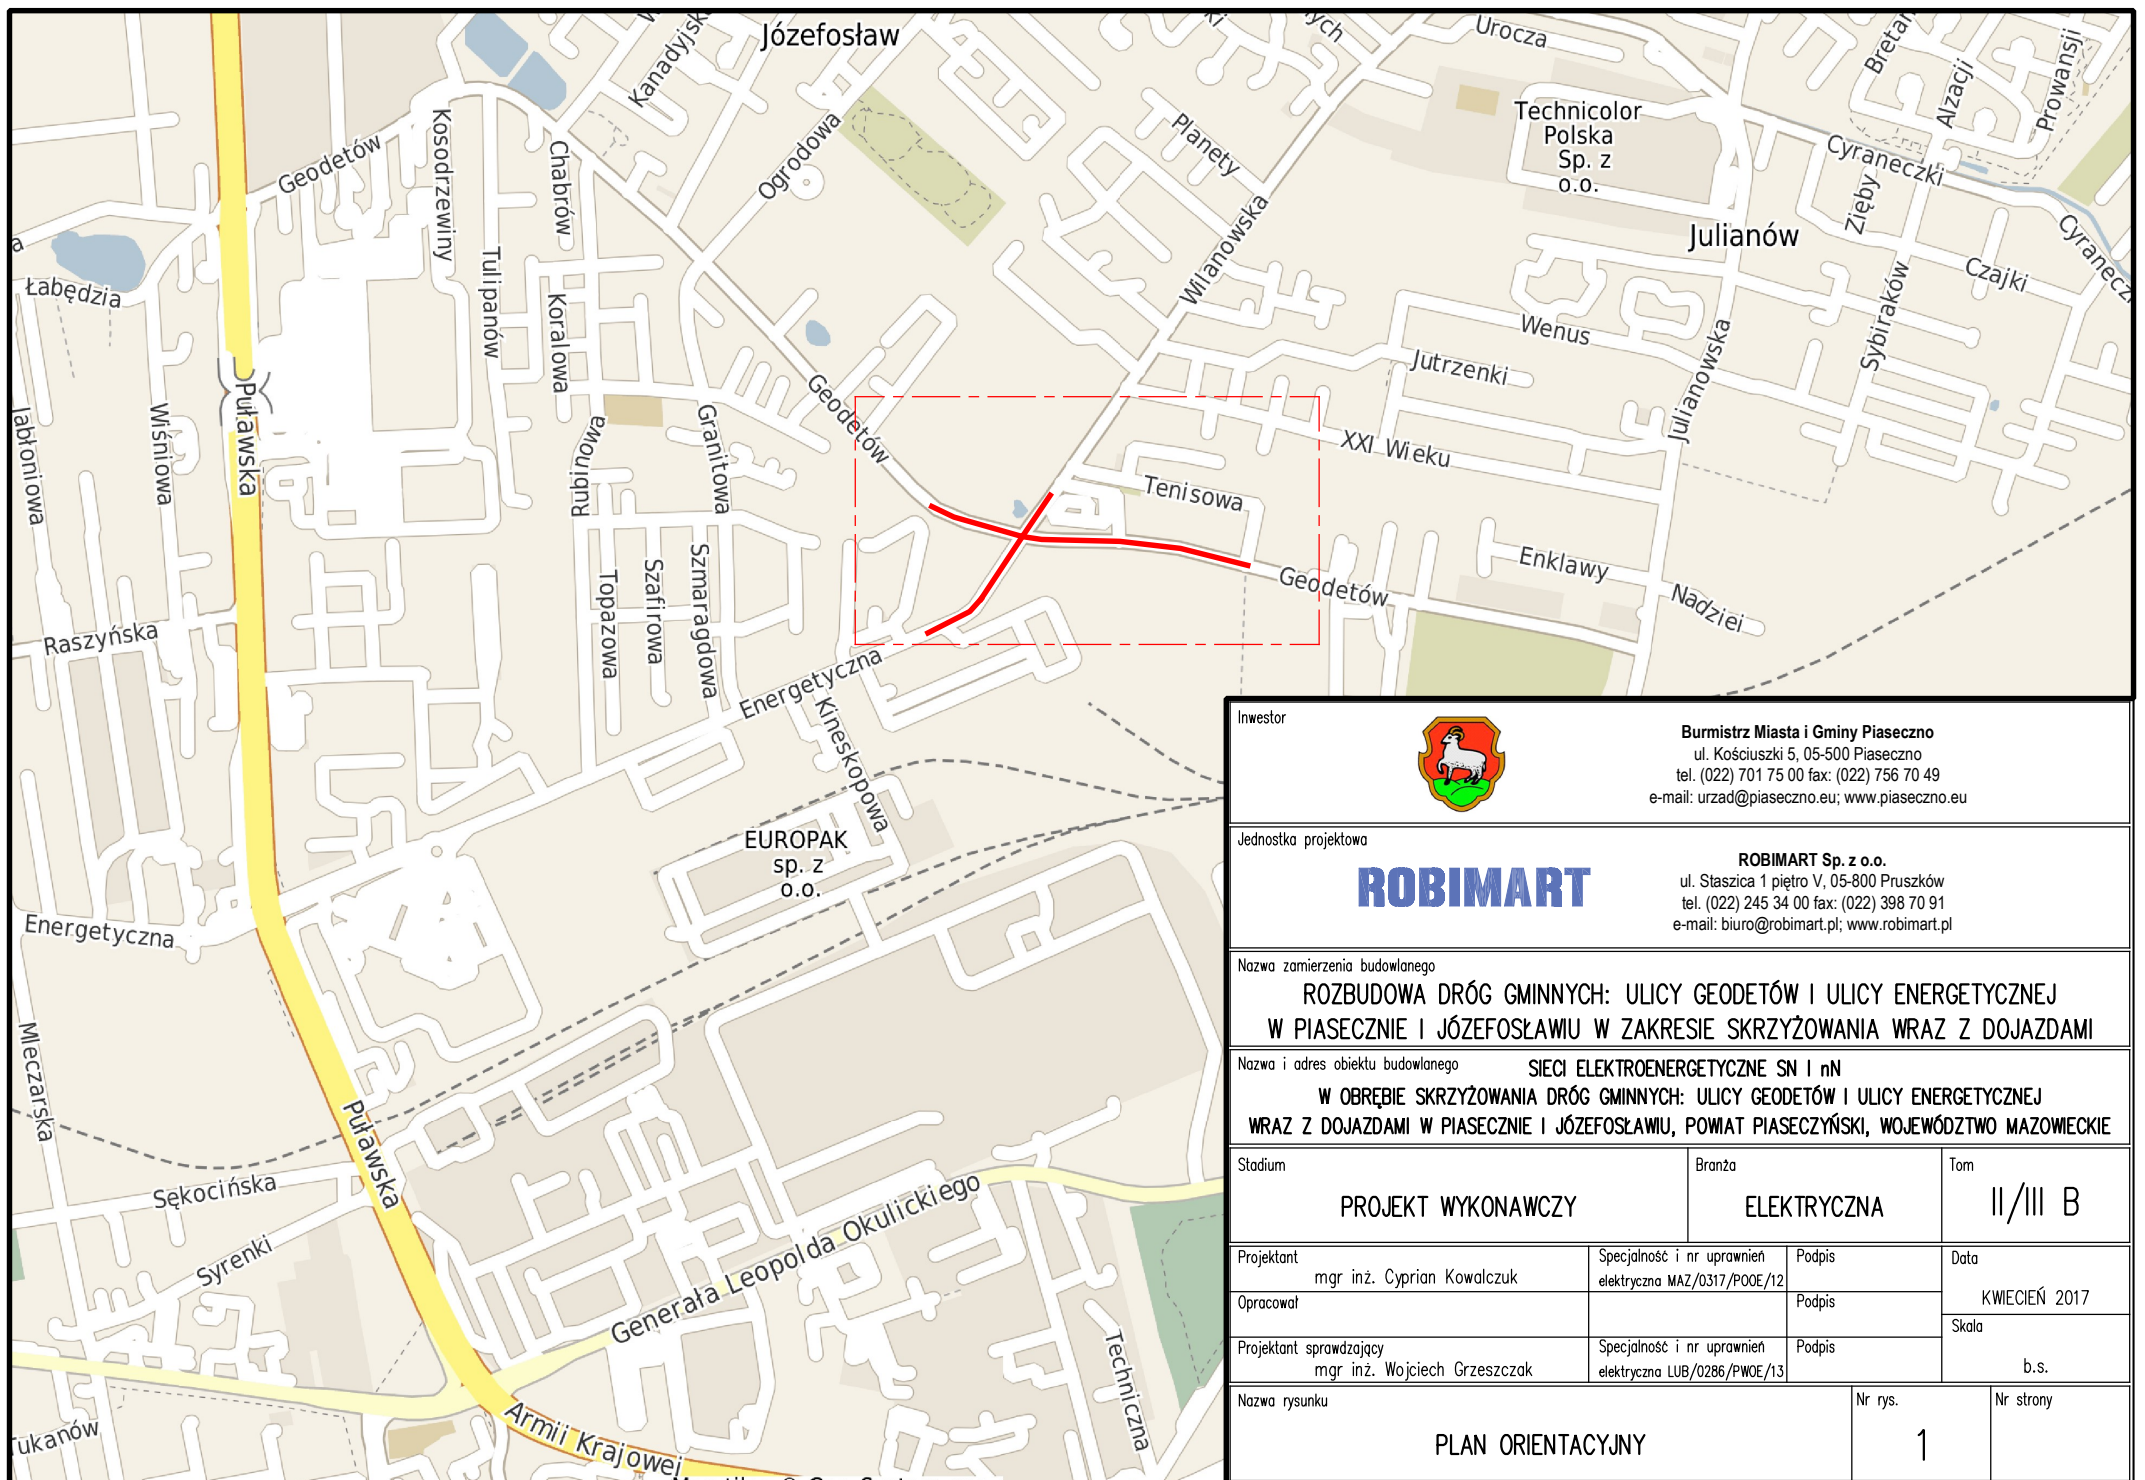 Józefosław
Kanadyjsk
Urocza
Bretan
Alzacji
Prowansji
Technicolor
Polska
Sp. z
o.o.
Planety
Ogrodowa
Geodetów
Kosodrzewiny
Chabrów
Cyraneczki
Zięby
Julianów
Czajki
Wilanowska
Łabędzia
Tulipanów
Koralowa
Wenus
Jutrzenki
Julianowska
Sybiraków
Geodetów
Puławska
Wiśniowa
Jabłoniowa
Rubinowa
Granitowa
XXI Wieku
Tenisowa
Enklawy
Nadziei
Geodetów
Topazowa
Szafirowa
Szmaragdowa
Raszyńska
Energetyczna
Kineskopowa
EUROPAK
sp. z
o.o.
Energetyczna
Mleczarska
Puławska
Sękocińska
Syrenki
Generała Leopolda Okulickiego
Techniczna
Armii Krajowej
Inwestor
Burmistrz Miasta i Gminy Piaseczno
ul. Kościuszki 5, 05-500 Piaseczno
tel. (022) 701 75 00 fax: (022) 756 70 49
e-mail: urzad@piaseczno.eu; www.piaseczno.eu
Jednostka projektowa
ROBIMART
ROBIMART Sp. z o.o.
ul. Staszica 1 piętro V, 05-800 Pruszków
tel. (022) 245 34 00 fax: (022) 398 70 91
e-mail: biuro@robimart.pl; www.robimart.pl
Nazwa zamierzenia budowlanego
ROZBUDOWA DRÓG GMINNYCH: ULICY GEODETÓW I ULICY ENERGETYCZNEJ
W PIASECZNIE I JÓZEFOSŁAWIU W ZAKRESIE SKRZYŻOWANIA WRAZ Z DOJAZDAMI
Nazwa i adres obiektu budowlanego
SIECI ELEKTROENERGETYCZNE SN I nN
W OBRĘBIE SKRZYŻOWANIA DRÓG GMINNYCH: ULICY GEODETÓW I ULICY ENERGETYCZNEJ
WRAZ Z DOJAZDAMI W PIASECZNIE I JÓZEFOSŁAWIU, POWIAT PIASECZYŃSKI, WOJEWÓDZTWO MAZOWIECKIE
Stadium
PROJEKT WYKONAWCZY
Branża
ELEKTRYCZNA
Tom
II/III B
Projektant
mgr inż. Cyprian Kowalczuk
Specjalność i nr uprawnień
elektryczna MAZ/0317/POOE/12
Podpis
Data
KWIECIEŃ 2017
Opracował
Podpis
Skala
b.s.
Projektant sprawdzający
mgr inż. Wojciech Grzeszczak
Specjalność i nr uprawnień
elektryczna LUB/0286/PWOE/13
Podpis
Nazwa rysunku
PLAN ORIENTACYJNY
Nr rys.
1
Nr strony